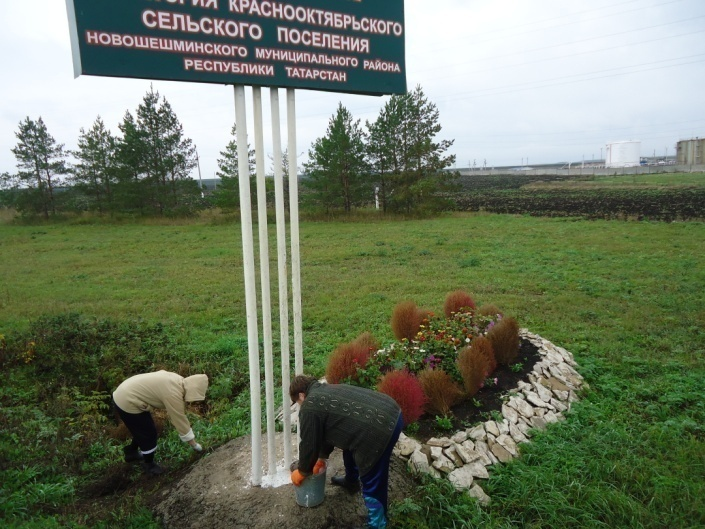 КРАСНООКТЯБРЬСКОГО
СЕЛЬСКОГО ПОСЕЛЕНИЯ
НОВОШЕШМИНСКОГО МУНИЦИПАЛЬНОГО РАЙОНА
РЕСПУБЛИКИ ТАТАРСТАН